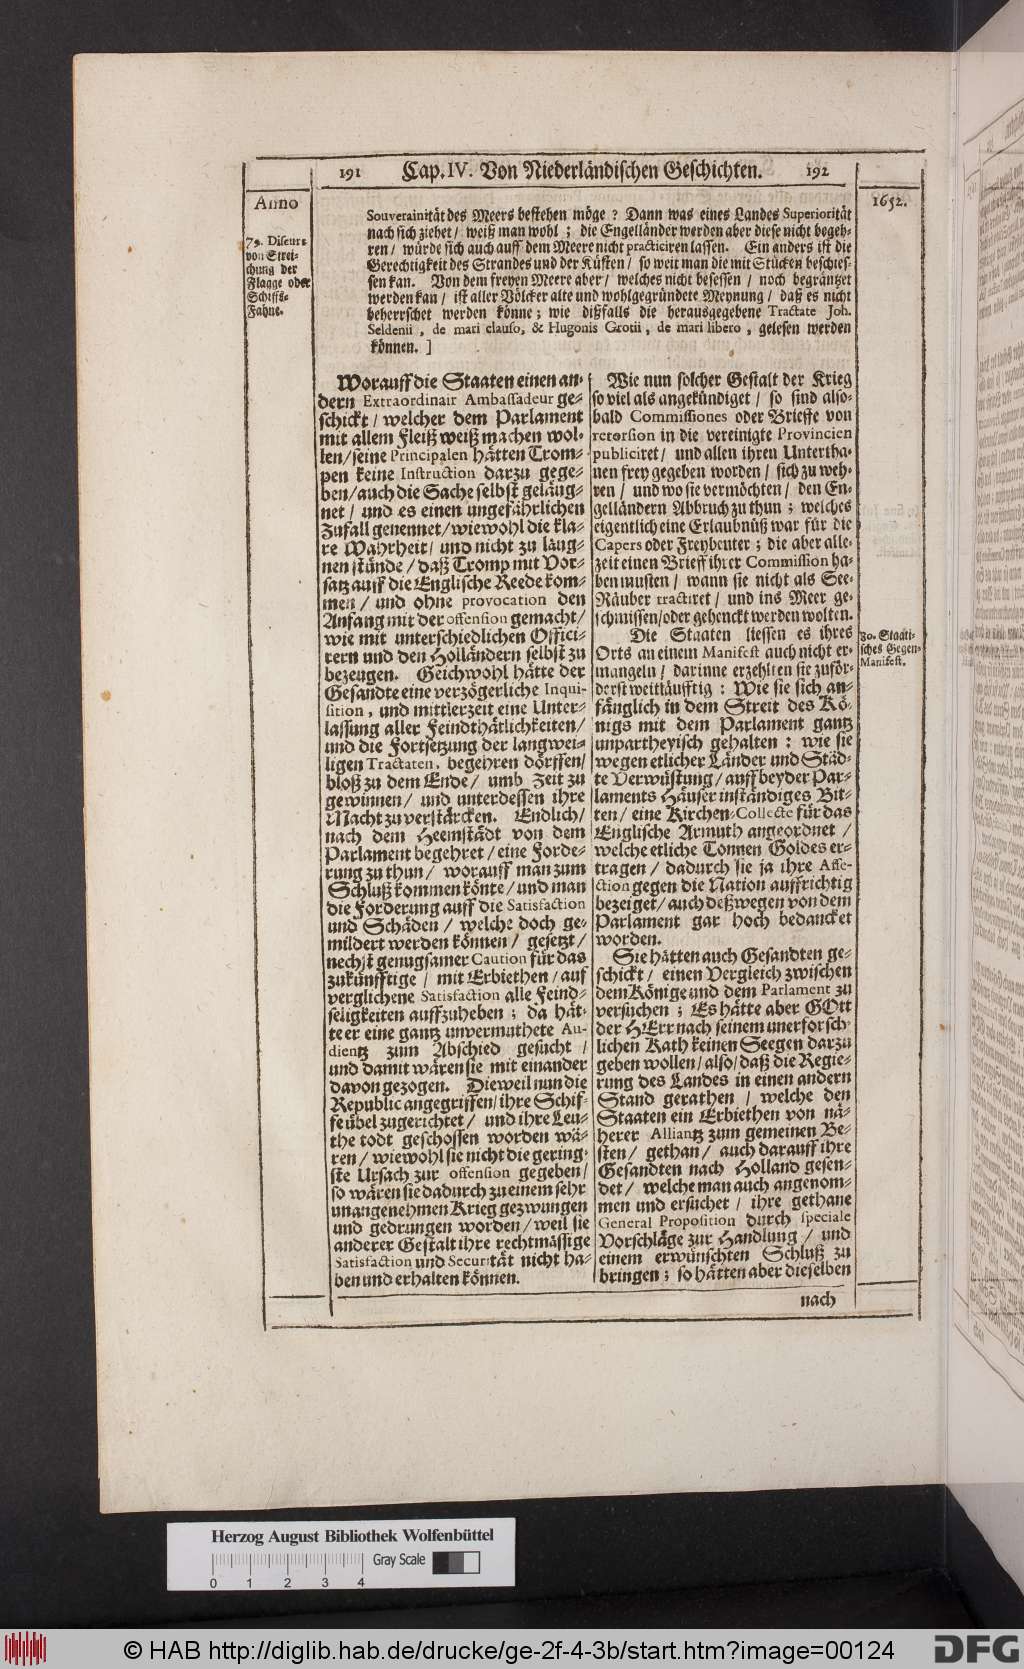 191 Cap. IV. Von Niederländischen Geschichten. 192
Anno
1652.
79. Discurs
von Strei-
chung der
Flagge oder
Schiffs-
Fahne.
Souverainität des Meers bestehen möge? Dann was eines Landes Superiorität
nach sich ziehet / weiß man wohl; die Engelländer werden aber diese nicht begeh-
ren / würde sich auch auff dem Meere nicht practiciren lassen. Ein anders ist die
Gerechtigkeit des Strandes und der Küsten / so weit man die mit Stücken beschies-
sen kan. Von dem freyen Meere aber / welches nicht besessen / noch begräntzet
werden kan / ist aller Völcker alte und wohlgegründete Meynung / daß es nicht
beherrschet werden könne; wie dißfalls die herausgegebene Tractate Joh.
Seldenii, de mari clauso, & Hugonis Grotii, de mari libero, gelesen werden
können. ]
Worauff die Staaten einen an-
dern Extraordinair Ambassadeur ge-
schickt / welcher dem Parlament
mit allem Fleiß weiß machen wol-
len / seine Principalen hätten Trom-
pen keine Instruction darzu gege-
ben / auch die Sache selbst geläug-
net / und es einen ungefährlichen
Zufall genennet / wiewohl die kla-
re Wahrheit / und nicht zu läug-
nen stünde / daß Tromp mit Vor-
satz auff die Englische Reede kom-
men / und ohne provocation den
Anfang mit der offension gemacht /
wie mit unterschiedlichen Offici-
rern und den Holländern selbst zu
bezeugen. Geichwohl hätte der
Gesandte eine verzögerliche Inqui-
sition, und mittlerzeit eine Unter-
lassung aller Feindthätlichkeiten /
und die Fortsetzung der langwei-
ligen Tractaten, begehren dörffen /
bloß zu dem Ende / umb Zeit zu
gewinnen / und unterdessen ihre
Macht zu verstärcken. Endlich /
nach dem Heemstädt von dem
Parlament begehret / eine Forde-
rung zu thun / worauff man zum
Schluß kommen könte / und man
die Forderung auff die Satisfaction
und Schäden / welche doch ge-
mildert werden können / gesetzt /
nechst genugsamer Caution für das
zukünfftige / mit Erbiethen / auf
verglichene Satisfaction alle Feind-
seligkeiten auffzuheben; da hät-
te er eine gantz unvermuthete Au-
dientz zum Abschied gesucht /
und damit wären sie mit einander
davon gezogen. Dieweil nun die
Republic angegriffen / ihre Schif-
fe übel zugerichtet / und ihre Leu-
the todt geschossen worden wä-
ren / wiewohl sie nicht die gering-
ste Ursach zur offension gegeben /
so wären sie dadurch zu einem sehr
unangenehmen Krieg gezwungen
und gedrungen worden / weil sie
anderer Gestalt ihre rechtmässige
Satisfaction und Securität nicht ha-
ben und erhalten können.
Wie nun solcher Gestalt der Krieg
so viel als angekündiget / so sind also-
bald Commissiones oder Brieffe von
retorsion in die vereinigte Provincien
publiciret / und allen ihren Untertha-
nen frey gegeben worden / sich zu weh-
ren / und wo sie vermöchten / den En-
gelländern Abbruch zu thun; welches
eigentlich eine Erlaubnüß war für die
Capers oder Freybeuter; die aber alle-
zeit einen Brieff ihrer Commission ha-
ben musten / wann sie nicht als See-
Räuber tractiret / und ins Meer ge-
schmissen / oder gehenckt werden wolten.
Die Staaten liessen es ihres
Orts an einem Manifest auch nicht er-
mangeln / darinne erzehlten sie zuför-
derst weitläufftig: Wie sie sich an-
fänglich in dem Streit des Kö-
nigs mit dem Parlament gantz
unpartheyisch gehalten: wie sie
wegen etlicher Länder und Städ-
te Verwüstung / auff beyder Par-
laments Häuser inständiges Bit-
ten / eine Kirchen-Collecte für das
Englische Armuth angeordnet /
welche etliche Tonnen Goldes er-
tragen / dadurch sie ja ihre Affe-
ction gegen die Nation auffrichtig
bezeiget / auch deßwegen von dem
Parlament gar hoch bedancket
worden.
Sie hätten auch Gesandten ge-
schickt / einen Vergleich zwischen
dem Könige und dem Parlament zu
versuchen; Es hätte aber GOtt
der HErr nach seinem unerforsch-
lichen Rath keinen Seegen darzu
geben wollen / also / daß die Regie-
rung des Landes in einen andern
Stand gerathen / welche den
Staaten ein Erbiethen von nä-
herer Alliantz zum gemeinen Be-
sten / gethan / auch darauff ihre
Gesandten nach Holland gesen-
det / welche man auch angenom-
men und ersuchet / ihre gethane
General Proposition durch speciale
Vorschläge zur Handlung / und
einem erwünschten Schluß zu
bringen; so hätten aber dieselben
nach
80. Staati-
sches Gegen-
Manifest.
Herzog August Bibliothek Wolfenbüttel
Gray Scale
0 1 2 3 4
© HAB http://diglib.hab.de/drucke/ge-2f-4-3b/start.htm?image=00124
DFG